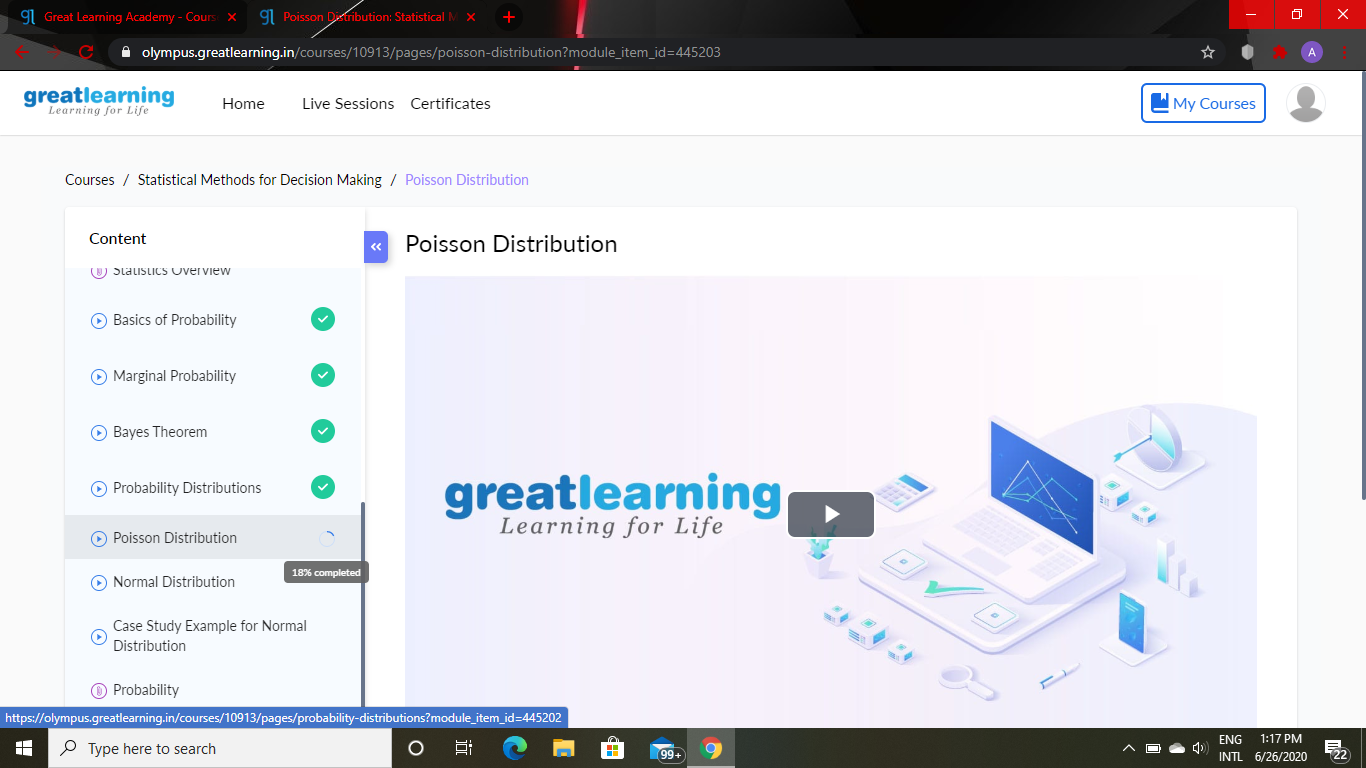 Great Learning Academy - Cours
Poisson Distribution: Statistical M
olympus.greatlearning.in/courses/10913/pages/poisson-distribution?module_item_id=445203
A
greatlearning
Learning for Life
Home
Live Sessions
Certificates
My Courses
Courses / Statistical Methods for Decision Making / Poisson Distribution
Content
Statistics Overview
Basics of Probability
Marginal Probability
Bayes Theorem
Probability Distributions
Poisson Distribution
18% completed
Normal Distribution
Case Study Example for Normal
Distribution
Probability
Poisson Distribution
greatlearning
Learning for Life
https://olympus.greatlearning.in/courses/10913/pages/probability-distributions?module_item_id=445202
Type here to search
99+
ENG
INTL
1:17 PM
6/26/2020
22